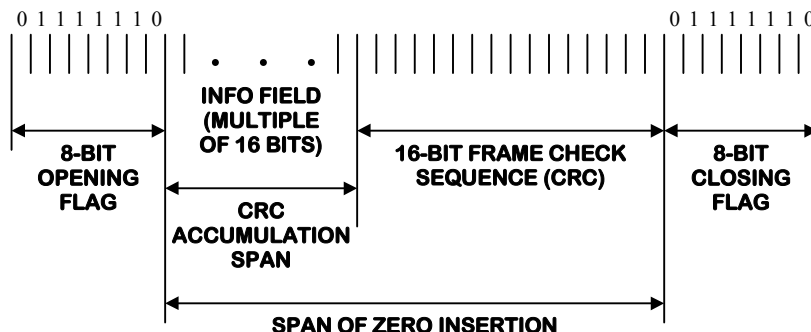 0 1 1 1 1 1 1 0
0 1 1 1 1 1 1 0
INFO FIELD
(MULTIPLE
OF 16 BITS)
8-BIT
OPENING
FLAG
16-BIT FRAME CHECK
SEQUENCE (CRC)
8-BIT
CLOSING
FLAG
CRC
ACCUMULATION
SPAN
SPAN OF ZERO INSERTION